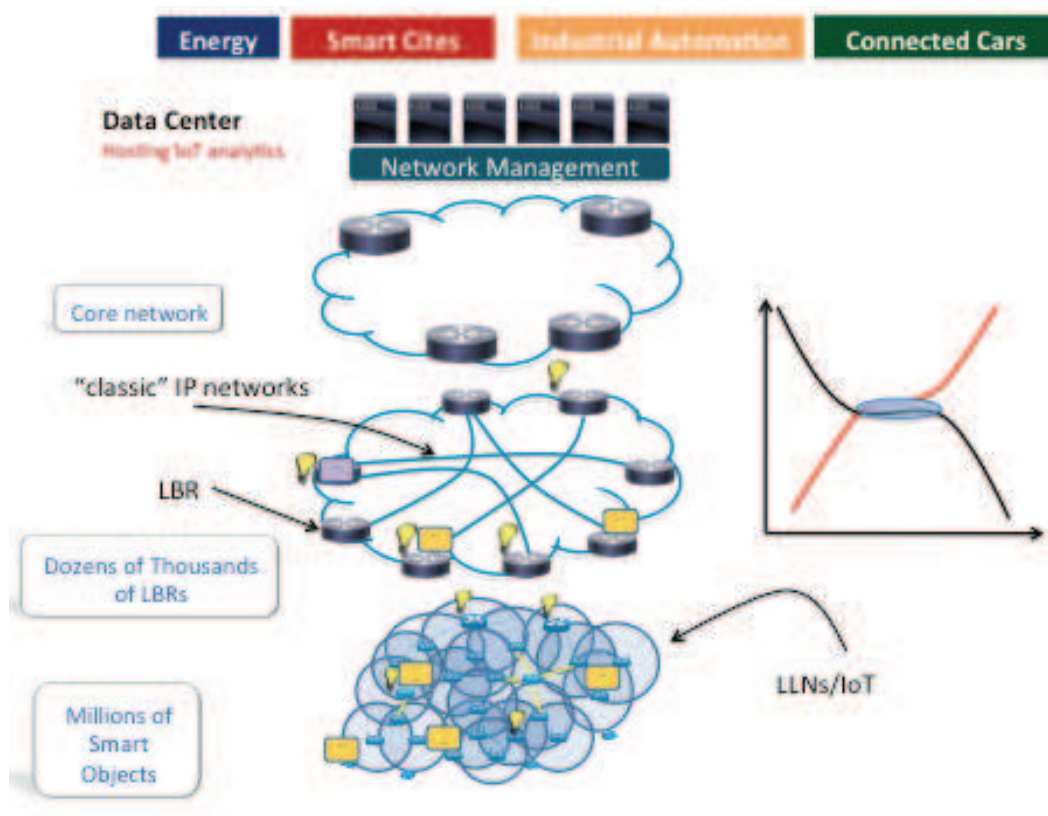 Energy
Smart Cites
Industrial Automation
Connected Cars
Data Center
Hosting IoT analytics
Network Management
Core network
"classic" IP networks
LBR
Dozens of Thousands
of LBRs
LLNs/IoT
Millions of
Smart
Objects